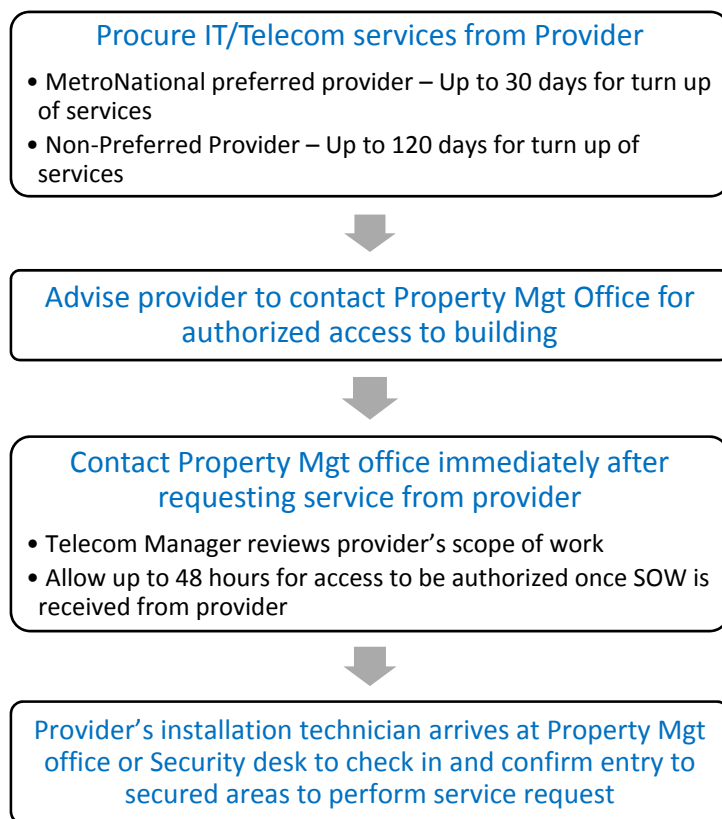 Procure IT/Telecom services from Provider
• MetroNational preferred provider – Up to 30 days for turn up
of services
• Non-Preferred Provider – Up to 120 days for turn up of
services
Advise provider to contact Property Mgt Office for
authorized access to building
Contact Property Mgt office immediately after
requesting service from provider
• Telecom Manager reviews provider’s scope of work
• Allow up to 48 hours for access to be authorized once SOW is
received from provider
Provider’s installation technician arrives at Property Mgt
office or Security desk to check in and confirm entry to
secured areas to perform service request